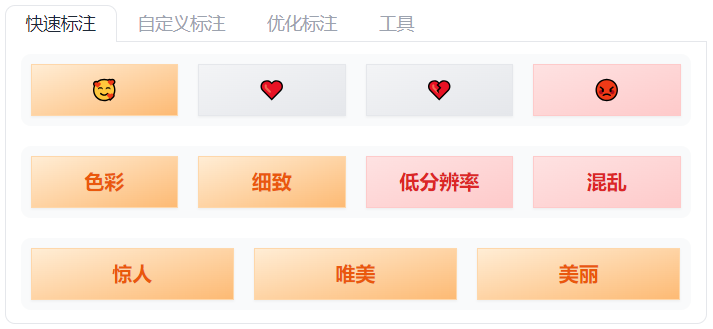 快速标注 自定义标注 优化标注 工具
🥰 ❤️ 💔 😡
色彩 细致 低分辨率 混乱
惊人 唯美 美丽